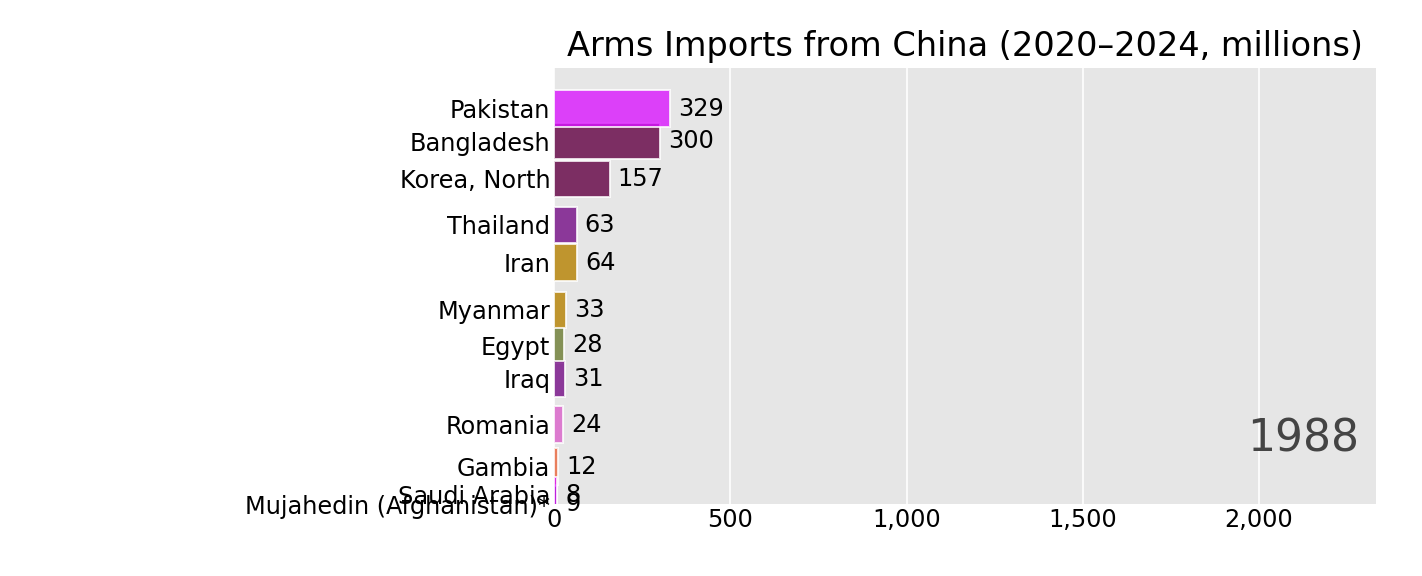 Arms Imports from China (2020–2024, millions)
Pakistan 329
Bangladesh 300
Korea, North 157
Thailand 63
Iran 64
Myanmar 33
Egypt 28
Iraq 31
Romania 24
1988
Gambia 12
Saudi Arabia 8
Mujahedin (Afghanistan)* 9
0 500 1,000 1,500 2,000